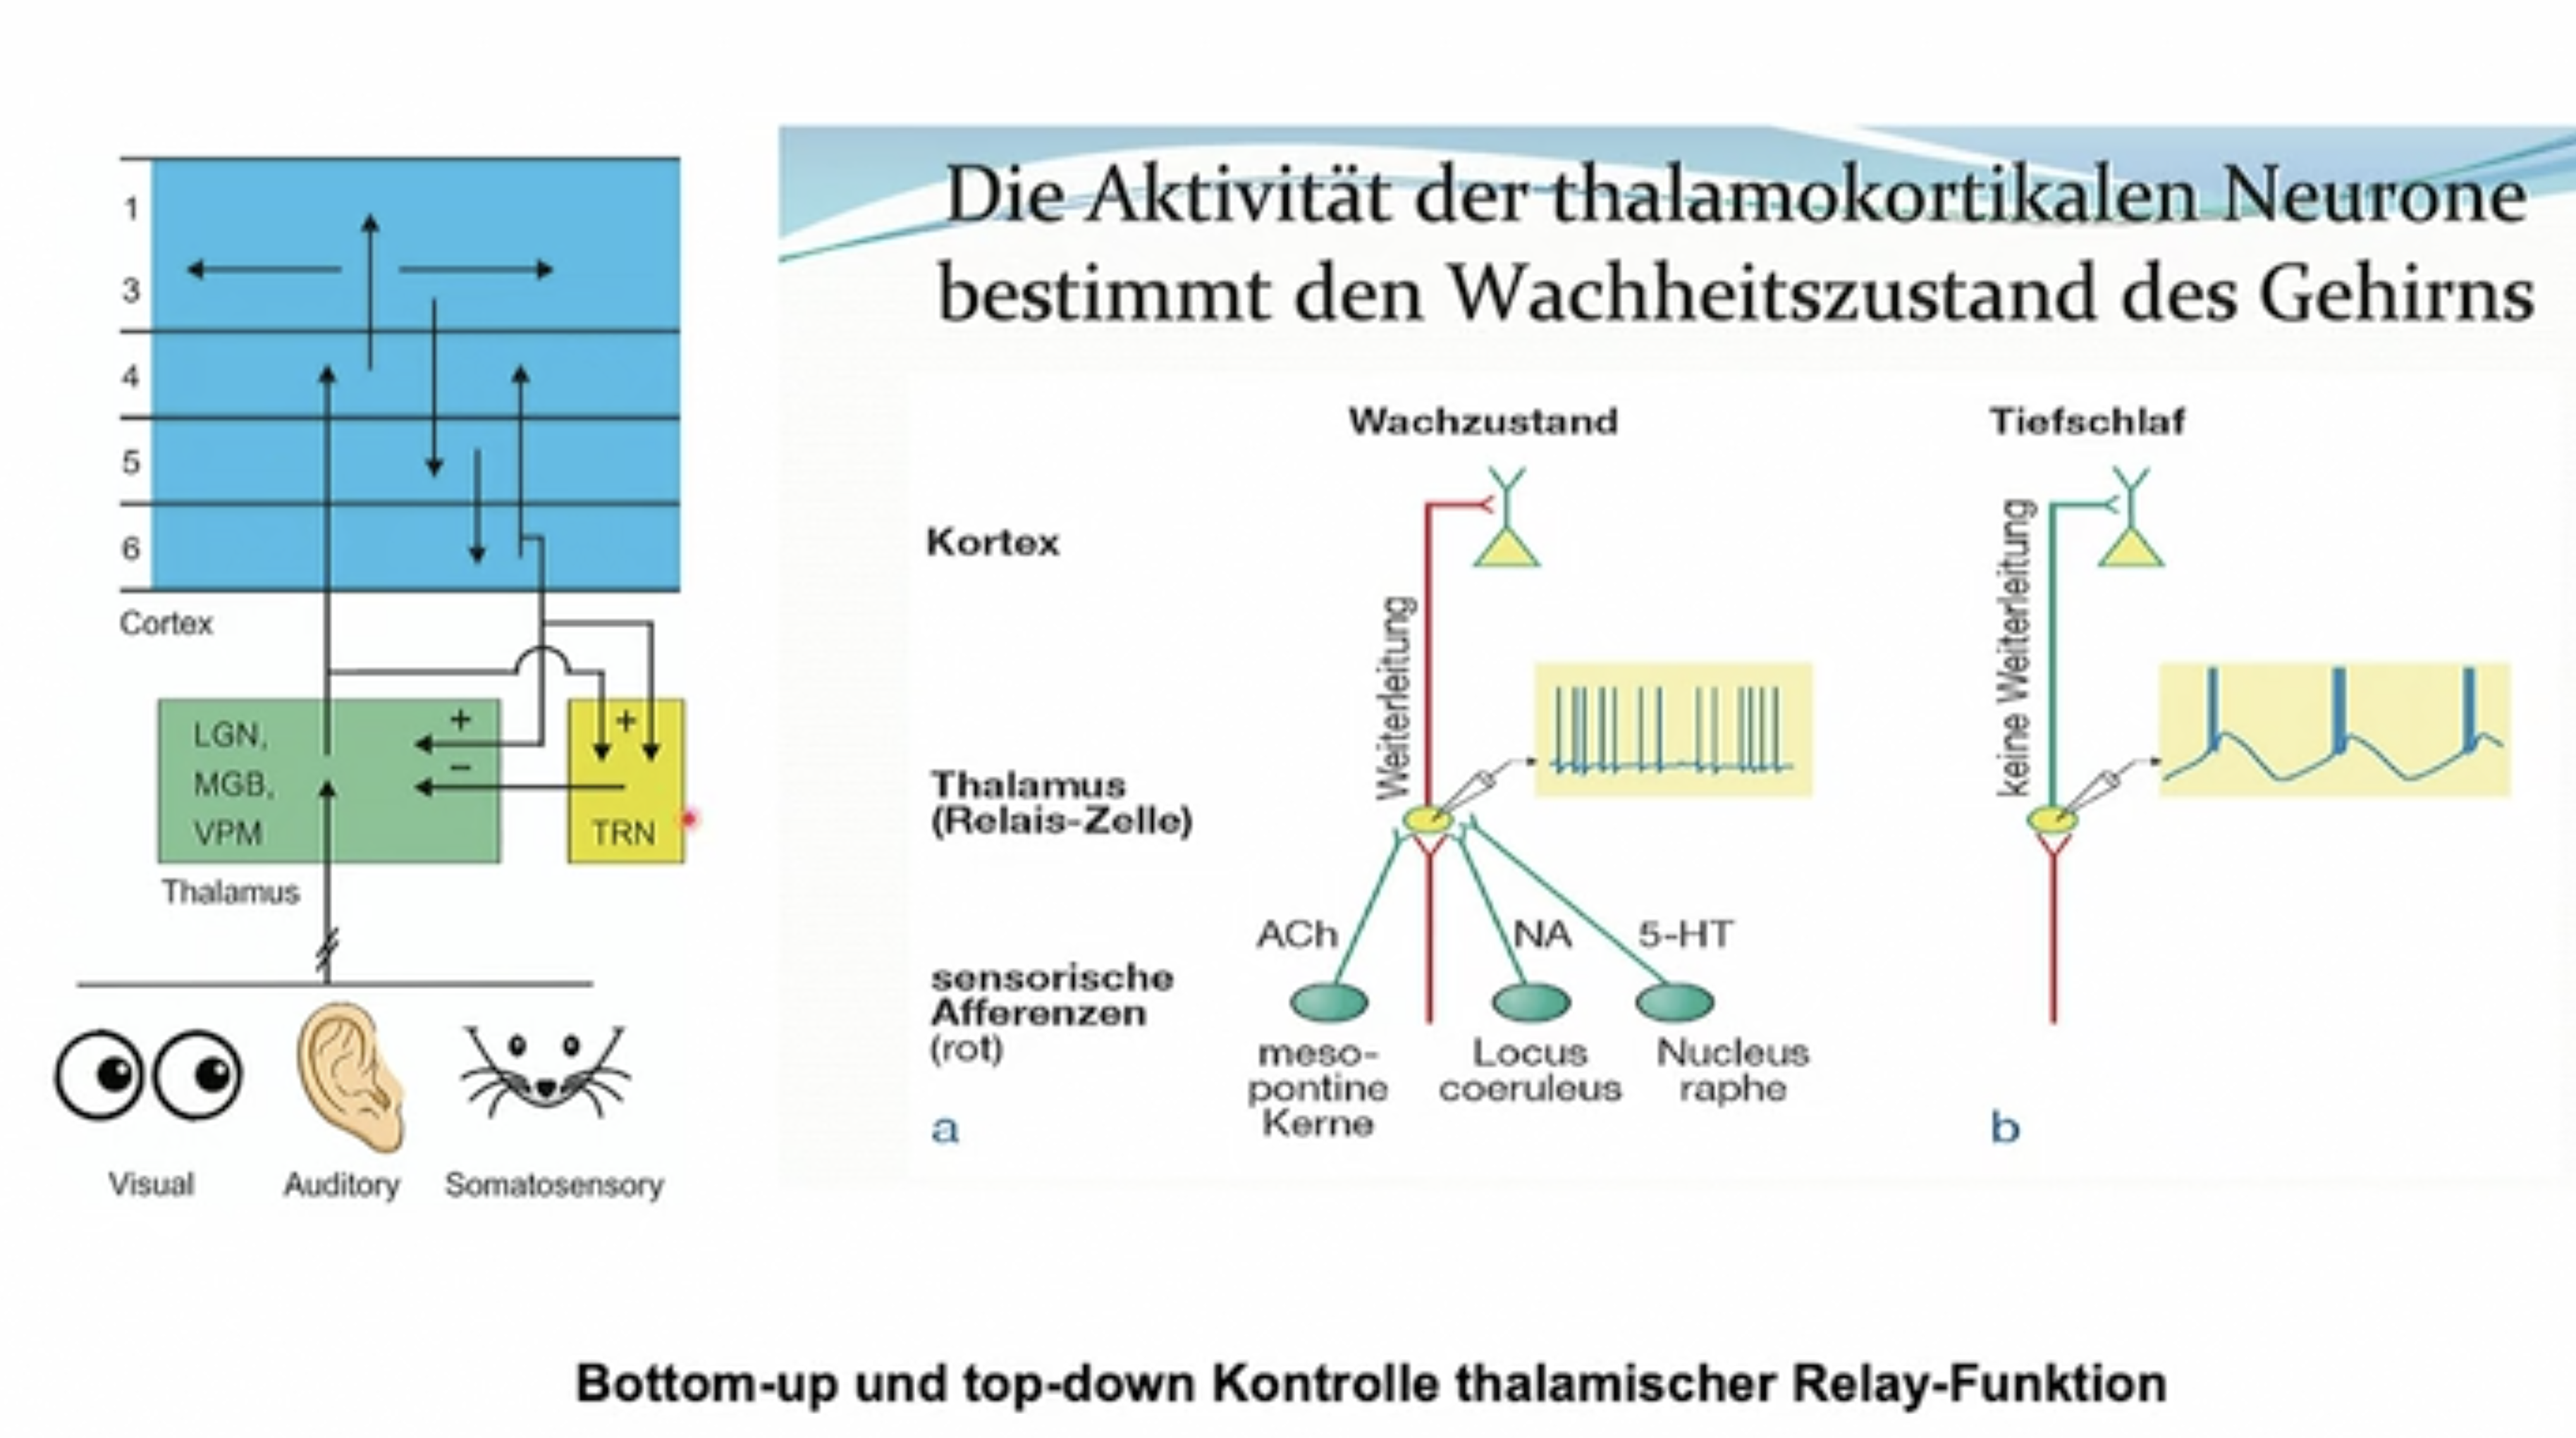 Die Aktivität der thalamokortikalen Neurone
bestimmt den Wachheitszustand des Gehirns
1
3
4
5
6
Cortex
LGN,
MGB,
VPM
+
−
+
TRN
Thalamus
Visual
Auditory
Somatosensory
Wachzustand
Tiefschlaf
Kortex
Weiterleitung
keine Weiterleitung
Thalamus
(Relais-Zelle)
ACh
NA
5-HT
sensorische
Afferenzen
(rot)
meso-
pontine
Kerne
Locus
coeruleus
Nucleus
raphe
a
b
Bottom-up und top-down Kontrolle thalamischer Relay-Funktion